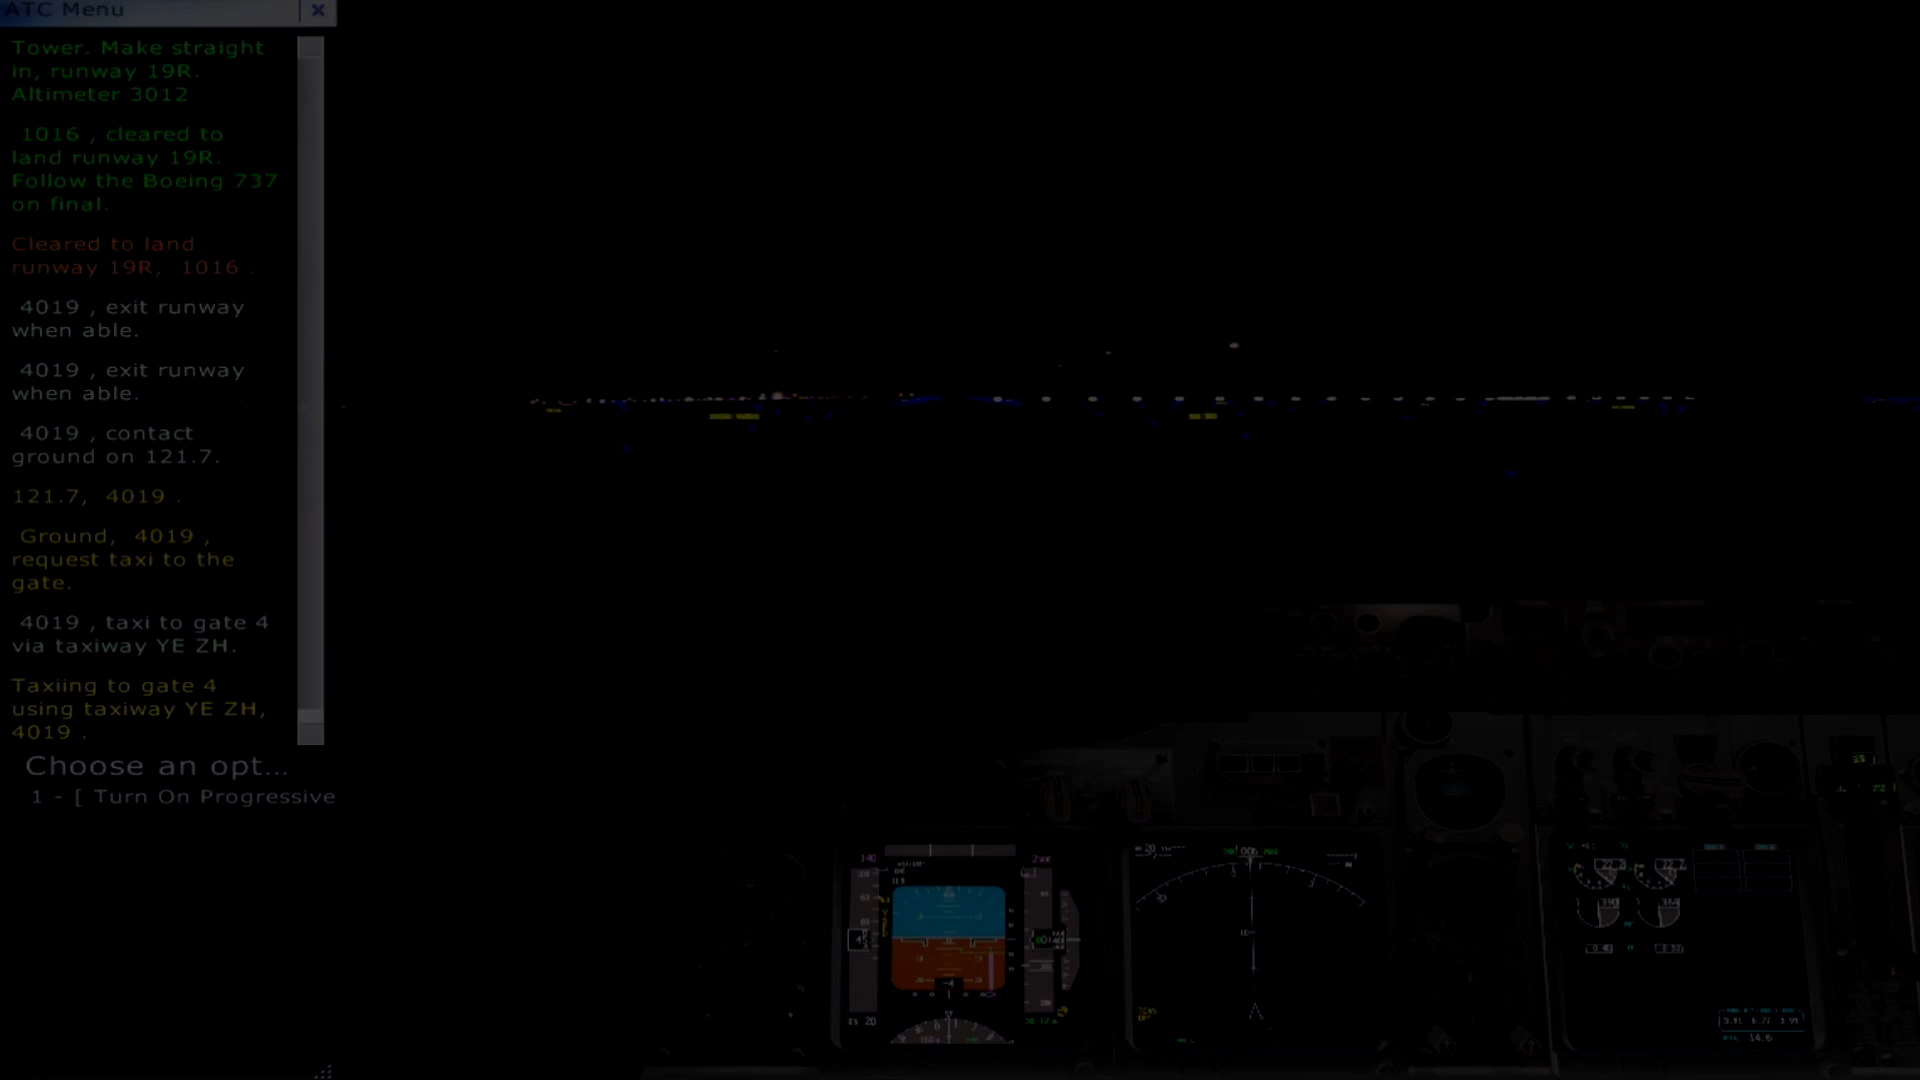 ATC Menu
Tower. Make straight
in, runway 19R.
Altimeter 3012
1016 , cleared to
land runway 19R.
Follow the Boeing 737
on final.
Cleared to land
runway 19R, 1016 .
4019 , exit runway
when able.
4019 , exit runway
when able.
4019 , contact
ground on 121.7.
121.7, 4019 .
Ground, 4019 ,
request taxi to the
gate.
4019 , taxi to gate 4
via taxiway YE ZH.
Taxiing to gate 4
using taxiway YE ZH,
4019 .
Choose an opt...
1 - [ Turn On Progressive
140
20